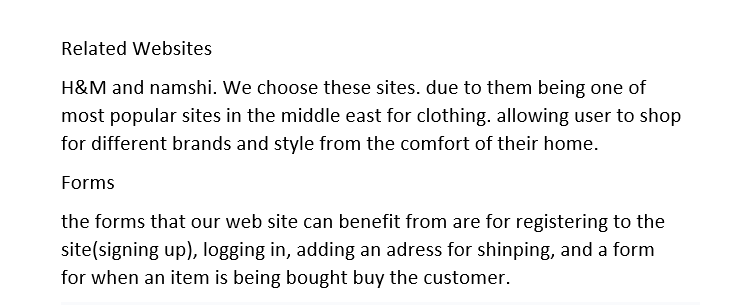 Related Websites
H&M and namshi. We choose these sites. due to them being one of
most popular sites in the middle east for clothing. allowing user to shop
for different brands and style from the comfort of their home.
Forms
the forms that our web site can benefit from are for registering to the
site(signing up), logging in, adding an adress for shinping, and a form
for when an item is being bought buy the customer.